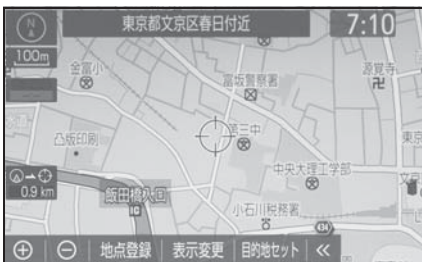 N
東京都文京区春日付近
7:10
100m
金富小
源覚寺
富坂警察署
第三中
凸版印刷
中央大理工学部
0.9 km
飯田橋入口
小石川税務署
434
地点登録
表示変更
目的地セット